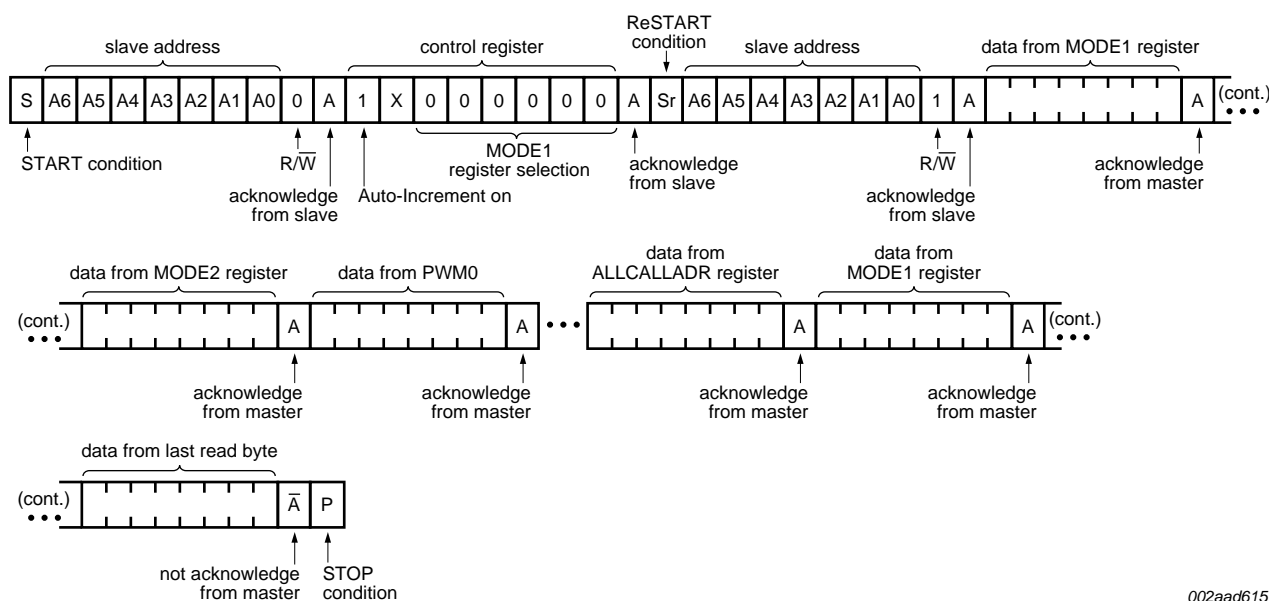 ReSTART
condition
slave address
control register
slave address
data from MODE1 register
S A6 A5 A4 A3 A2 A1 A0 0 A 1 X 0 0 0 0 0 0 A Sr A6 A5 A4 A3 A2 A1 A0 1 A A (cont.)
START condition
R/W̅
acknowledge
from slave
Auto-Increment on
MODE1
register selection
acknowledge
from slave
R/W̅
acknowledge
from slave
acknowledge
from master
data from MODE2 register
data from PWM0
data from
ALLCALLADR register
data from
MODE1 register
(cont.) A A A A (cont.)
acknowledge
from master
acknowledge
from master
acknowledge
from master
acknowledge
from master
data from last read byte
(cont.) A̅ P
not acknowledge
from master
STOP
condition
002aad615